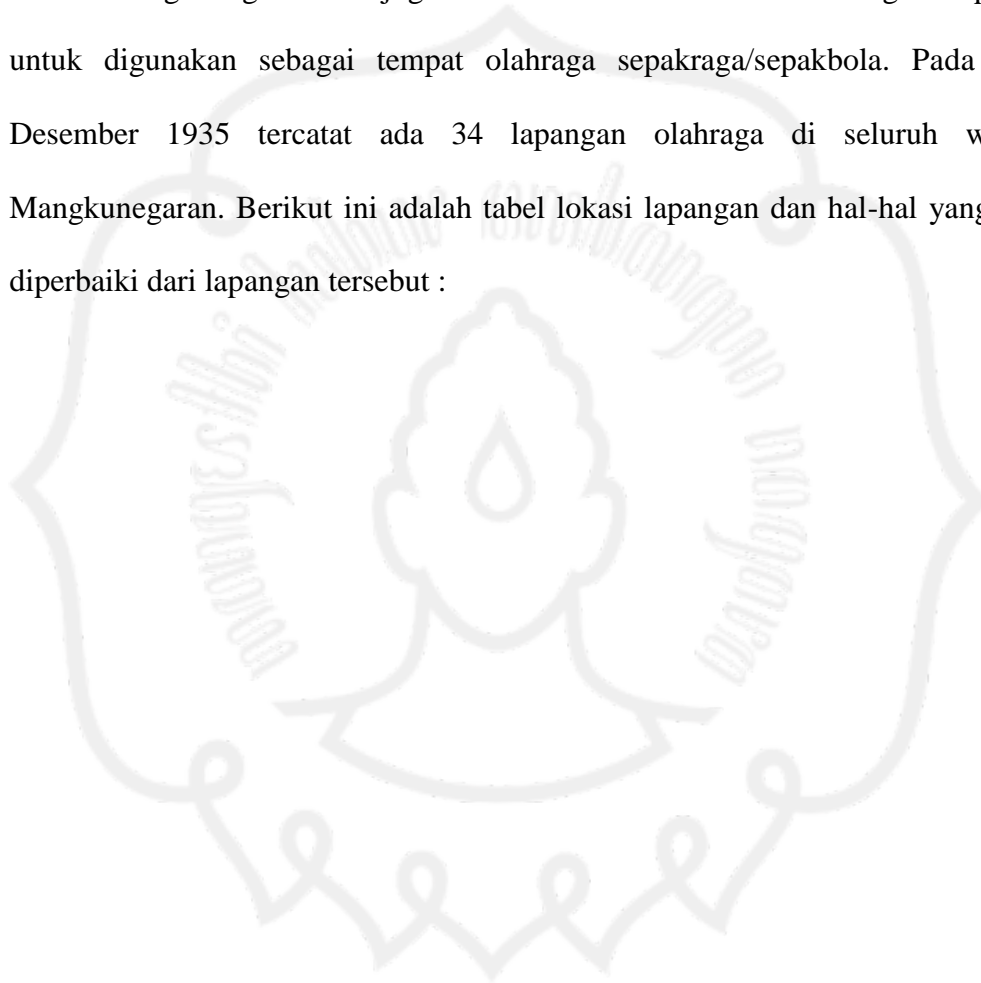 untuk digunakan sebagai tempat olahraga sepakraga/sepakbola. Pada
Desember 1935 tercatat ada 34 lapangan olahraga di seluruh
Mangkunegaran. Berikut ini adalah tabel lokasi lapangan dan hal-hal yang
diperbaiki dari lapangan tersebut :